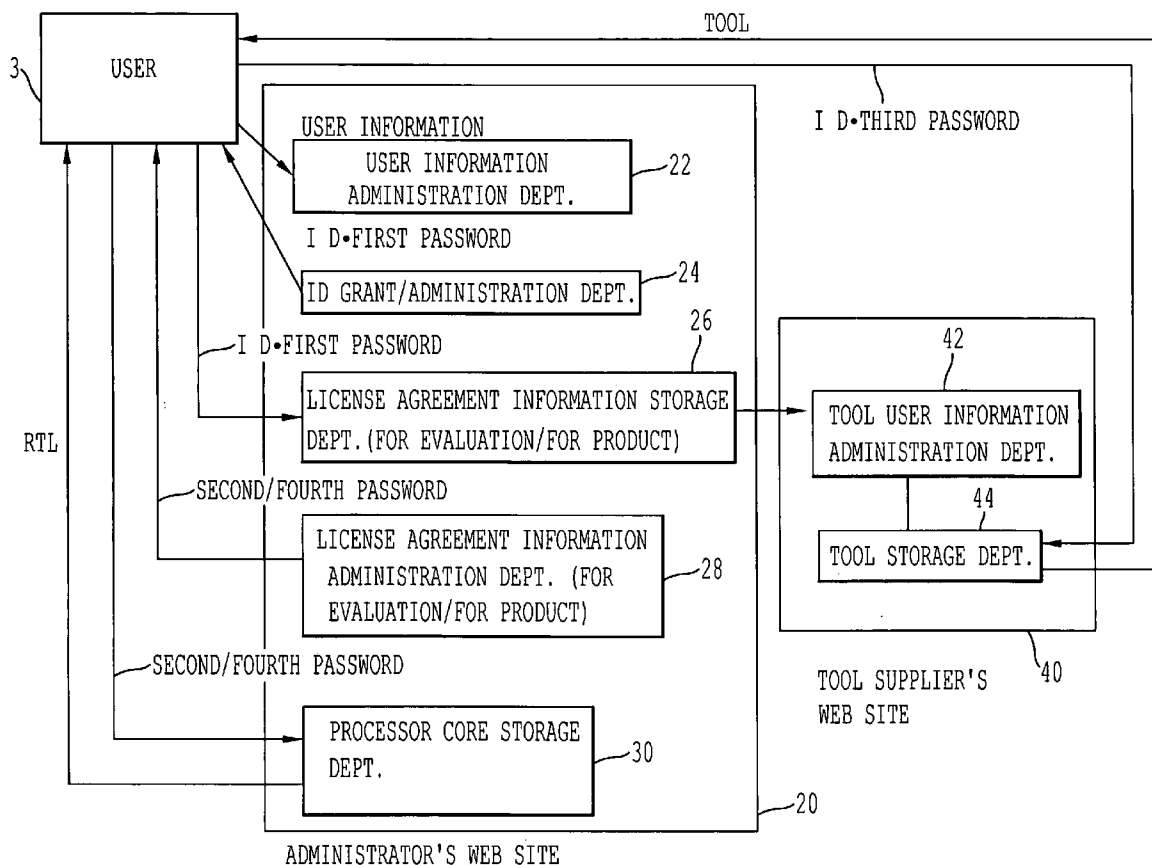 TOOL
3
USER
I D•THIRD PASSWORD
USER INFORMATION
USER INFORMATION
ADMINISTRATION DEPT.
22
I D•FIRST PASSWORD
24
ID GRANT/ADMINISTRATION DEPT.
26
I D•FIRST PASSWORD
LICENSE AGREEMENT INFORMATION STORAGE
DEPT.(FOR EVALUATION/FOR PRODUCT)
42
TOOL USER INFORMATION
ADMINISTRATION DEPT.
RTL
SECOND/FOURTH PASSWORD
44
TOOL STORAGE DEPT.
LICENSE AGREEMENT INFORMATION
ADMINISTRATION DEPT. (FOR
EVALUATION/FOR PRODUCT)
28
SECOND/FOURTH PASSWORD
40
TOOL SUPPLIER'S
WEB SITE
PROCESSOR CORE STORAGE
DEPT.
30
20
ADMINISTRATOR'S WEB SITE